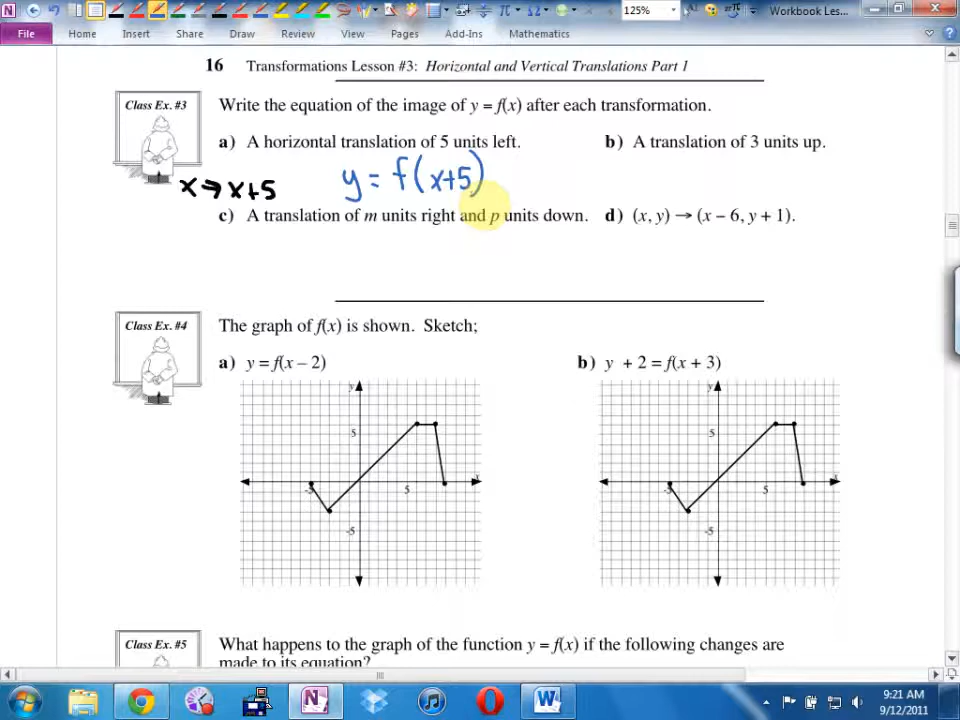 125%
Workbook Les...
File Home Insert Share Draw Review View Pages Add-Ins Mathematics
16 Transformations Lesson #3: Horizontal and Vertical Translations Part 1
Class Ex. #3
Write the equation of the image of y = f(x) after each transformation.
a) A horizontal translation of 5 units left.
b) A translation of 3 units up.
x → x+5
y = f(x+5)
c) A translation of m units right and p units down.
d) (x, y) → (x – 6, y + 1).
Class Ex. #4
The graph of f(x) is shown. Sketch;
a) y = f(x – 2)
b) y + 2 = f(x + 3)
y
x
5
-5
5
-5
y
x
5
-5
5
-5
Class Ex. #5
What happens to the graph of the function y = f(x) if the following changes are
made to its equation?
9:21 AM
9/12/2011